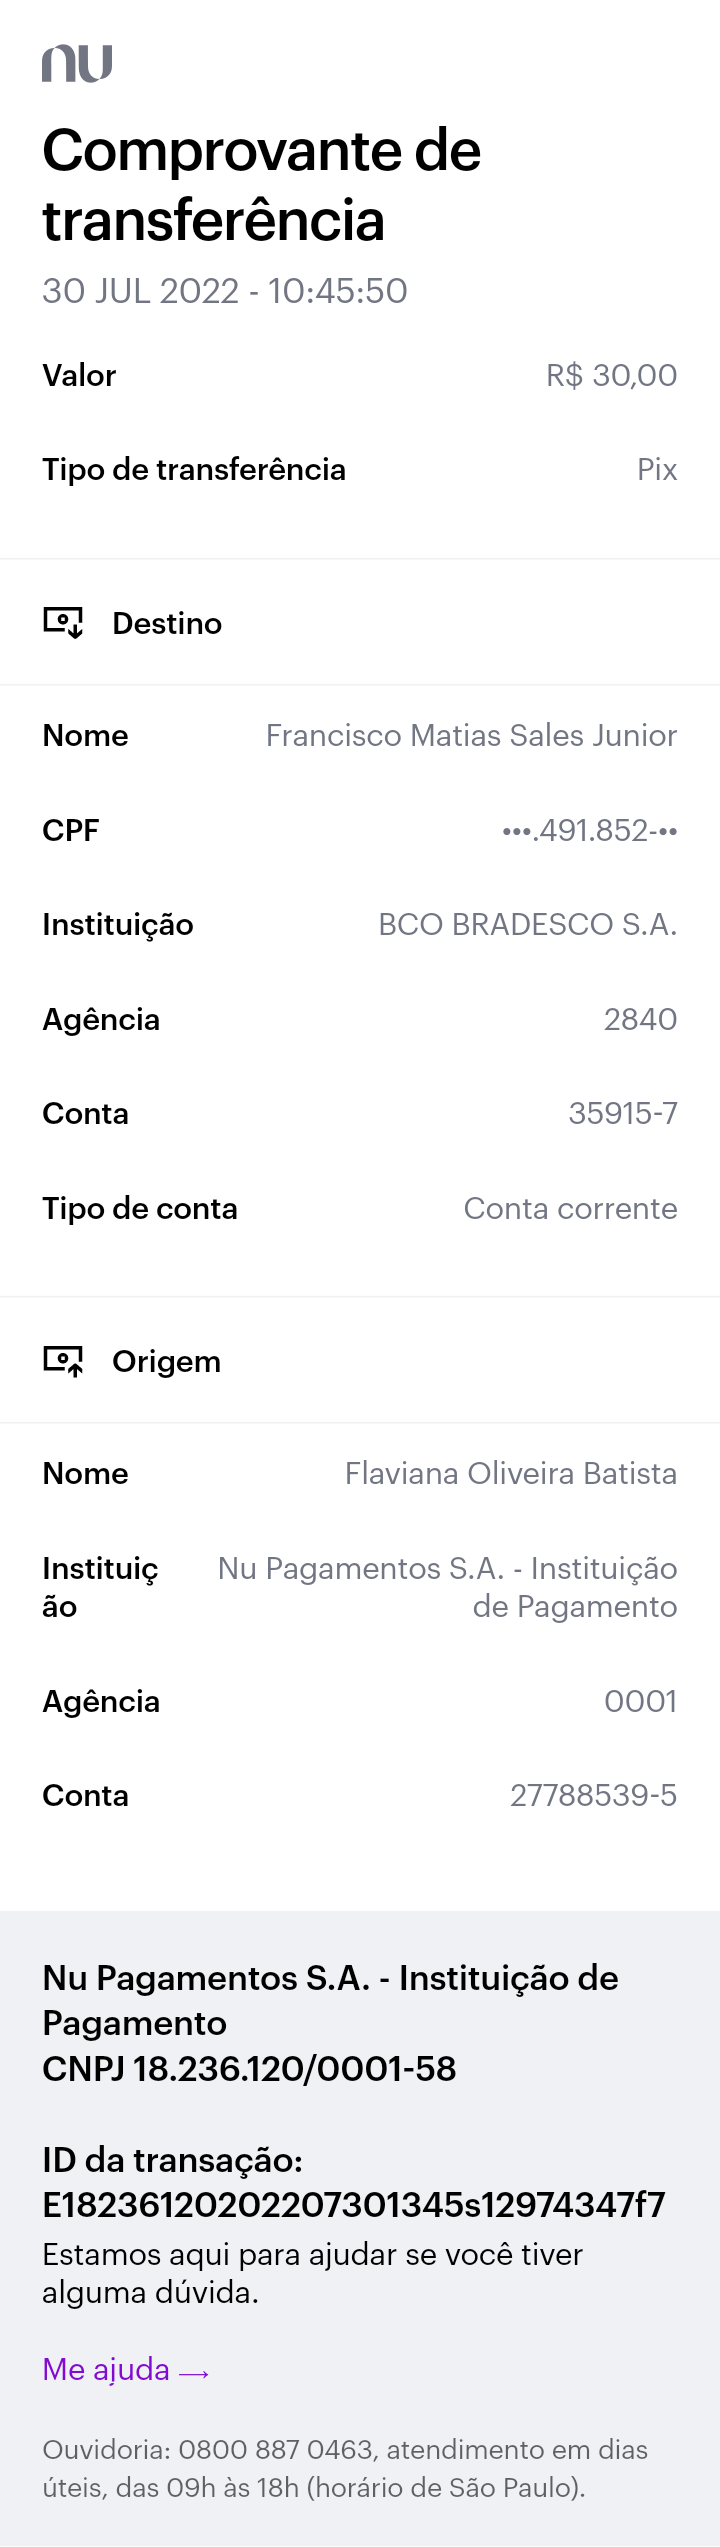 nu
Comprovante de
transferência
30 JUL 2022 - 10:45:50
Valor R$ 30,00
Tipo de transferência Pix
Destino
Nome Francisco Matias Sales Junior
CPF •••.491.852-••
Instituição BCO BRADESCO S.A.
Agência 2840
Conta 35915-7
Tipo de conta Conta corrente
Origem
Nome Flaviana Oliveira Batista
Instituiç Nu Pagamentos S.A. - Instituição
ão de Pagamento
Agência 0001
Conta 27788539-5
Nu Pagamentos S.A. - Instituição de
Pagamento
CNPJ 18.236.120/0001-58
ID da transação:
E18236120202207301345s12974347f7
Estamos aqui para ajudar se você tiver
alguma dúvida.
Me ajuda →
Ouvidoria: 0800 887 0463, atendimento em dias
úteis, das 09h às 18h (horário de São Paulo).